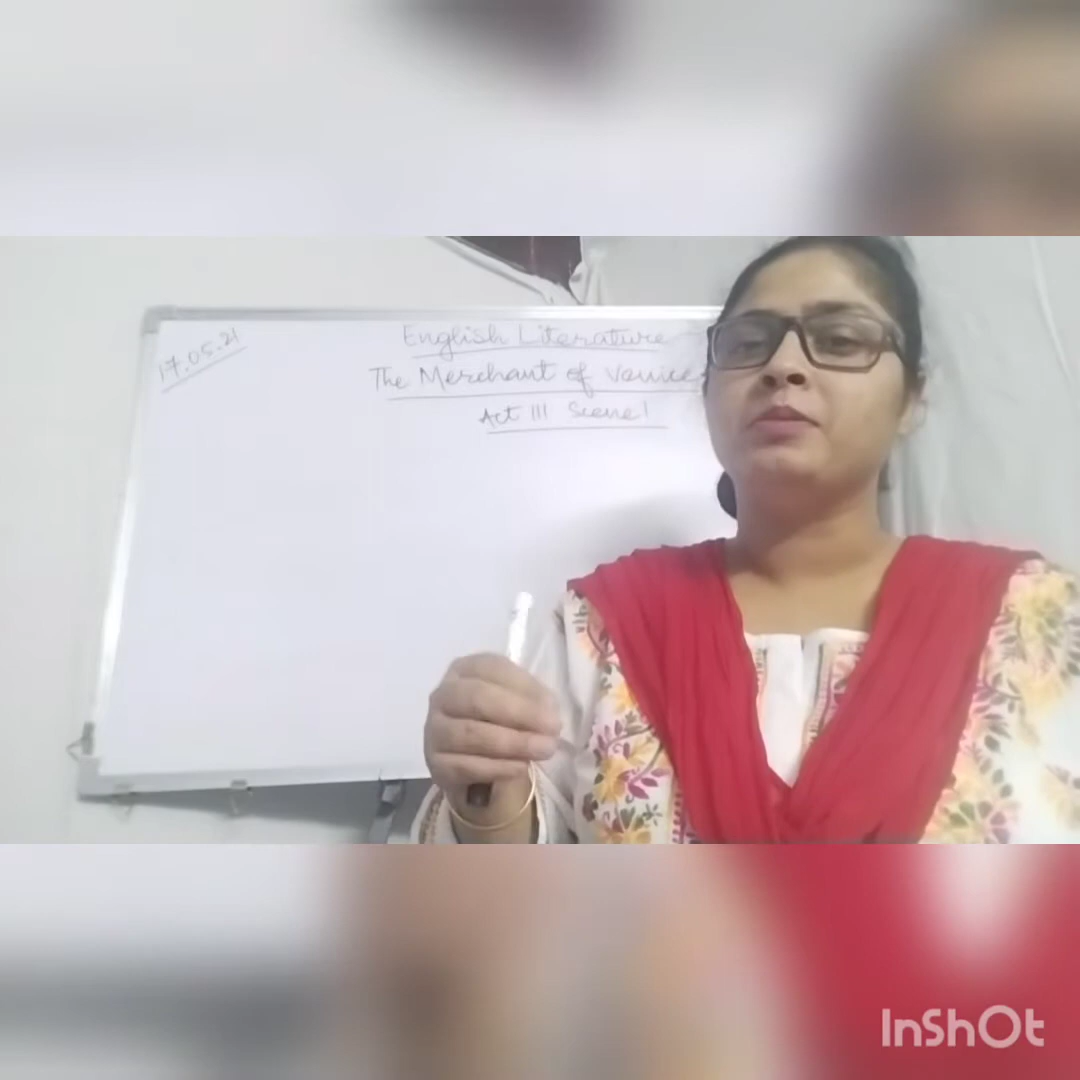 17.05.21
English Literature
The Merchant of Venice
Act III Scene I
InShOt